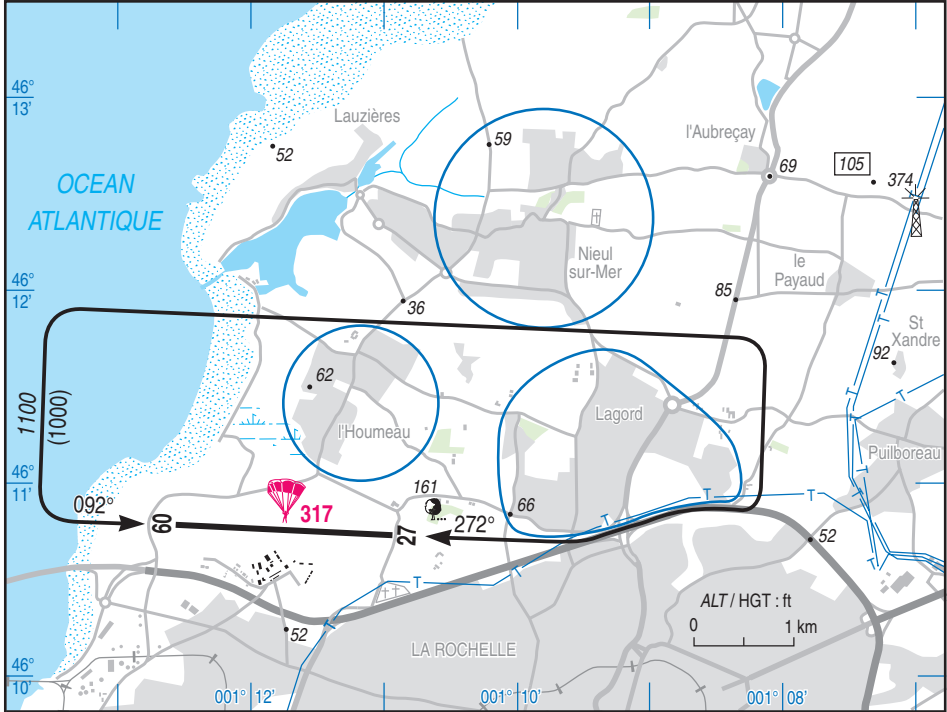 46°
13'
Lauzières
52
59
l'Aubreçay
69
105
374
OCEAN
ATLANTIQUE
Nieul
sur-Mer
le
Payaud
46°
12'
36
85
St
Xandre
92
1100
(1000)
62
l'Houmeau
Lagord
Puilboreau
46°
11'
092°
09
317
161
27
272°
66
T
T
T
T
T
T
T
T
T
T
T
52
52
ALT / HGT : ft
0
1 km
LA ROCHELLE
46°
10'
001° 12'
001° 10'
001° 08'